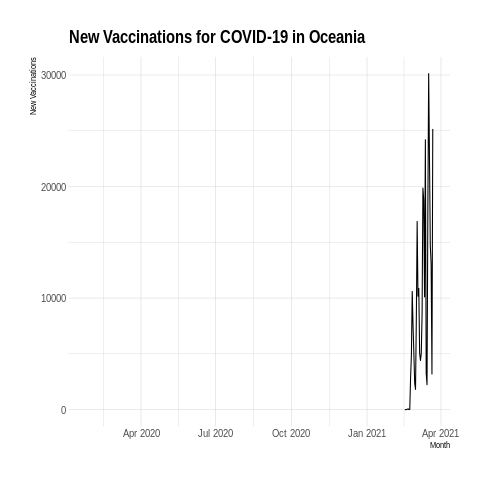 New Vaccinations for COVID-19 in Oceania
New Vaccinations
30000
20000
10000
0
Apr 2020
Jul 2020
Oct 2020
Jan 2021
Apr 2021
Month